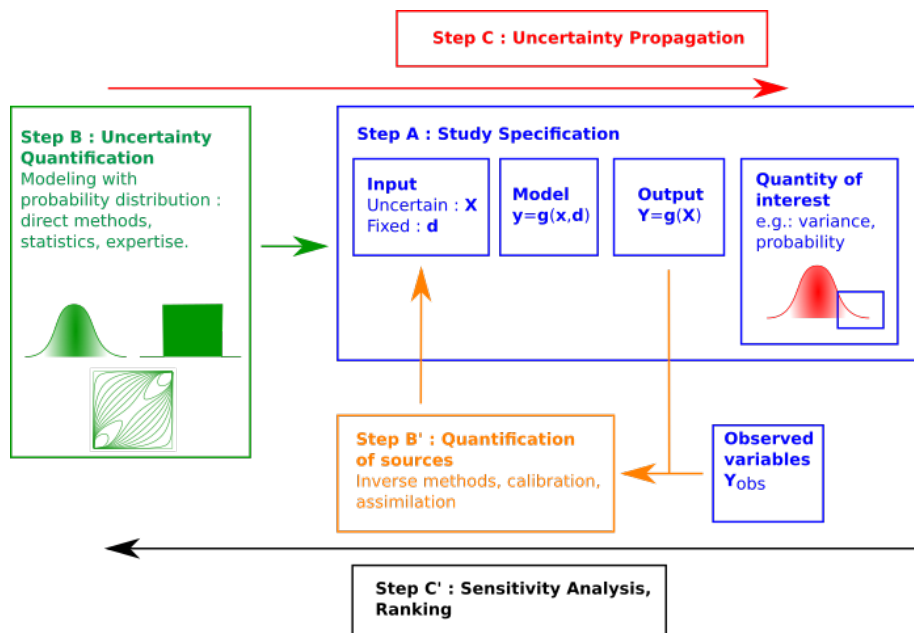 Step C : Uncertainty Propagation
Step B : Uncertainty
Quantification
Modeling with
probability distribution :
direct methods,
statistics, expertise.
Step A : Study Specification
Input
Uncertain : X
Fixed : d
Model
y=g(x,d)
Output
Y=g(X)
Quantity of
interest
e.g.: variance,
probability
Step B' : Quantification
of sources
Inverse methods, calibration,
assimilation
Observed
variables
Yobs
Step C' : Sensitivity Analysis,
Ranking